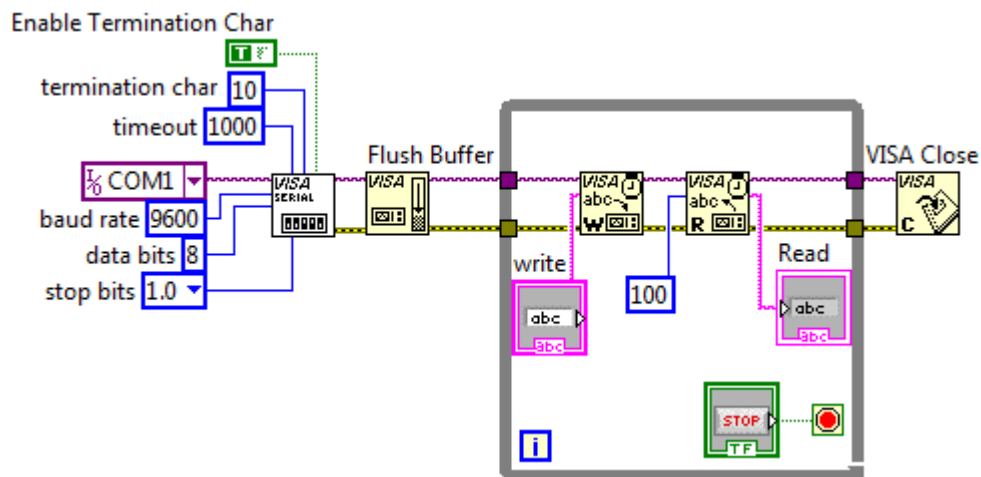 Enable Termination Char
T F
termination char 10
timeout 1000
Flush Buffer
VISA Close
I/O COM1
VISA SERIAL
VISA
VISA abc W
VISA abc R
VISA C
baud rate 9600
data bits 8
stop bits 1.0
write
100
Read
abc
abc
abc
abc
STOP
TF
i